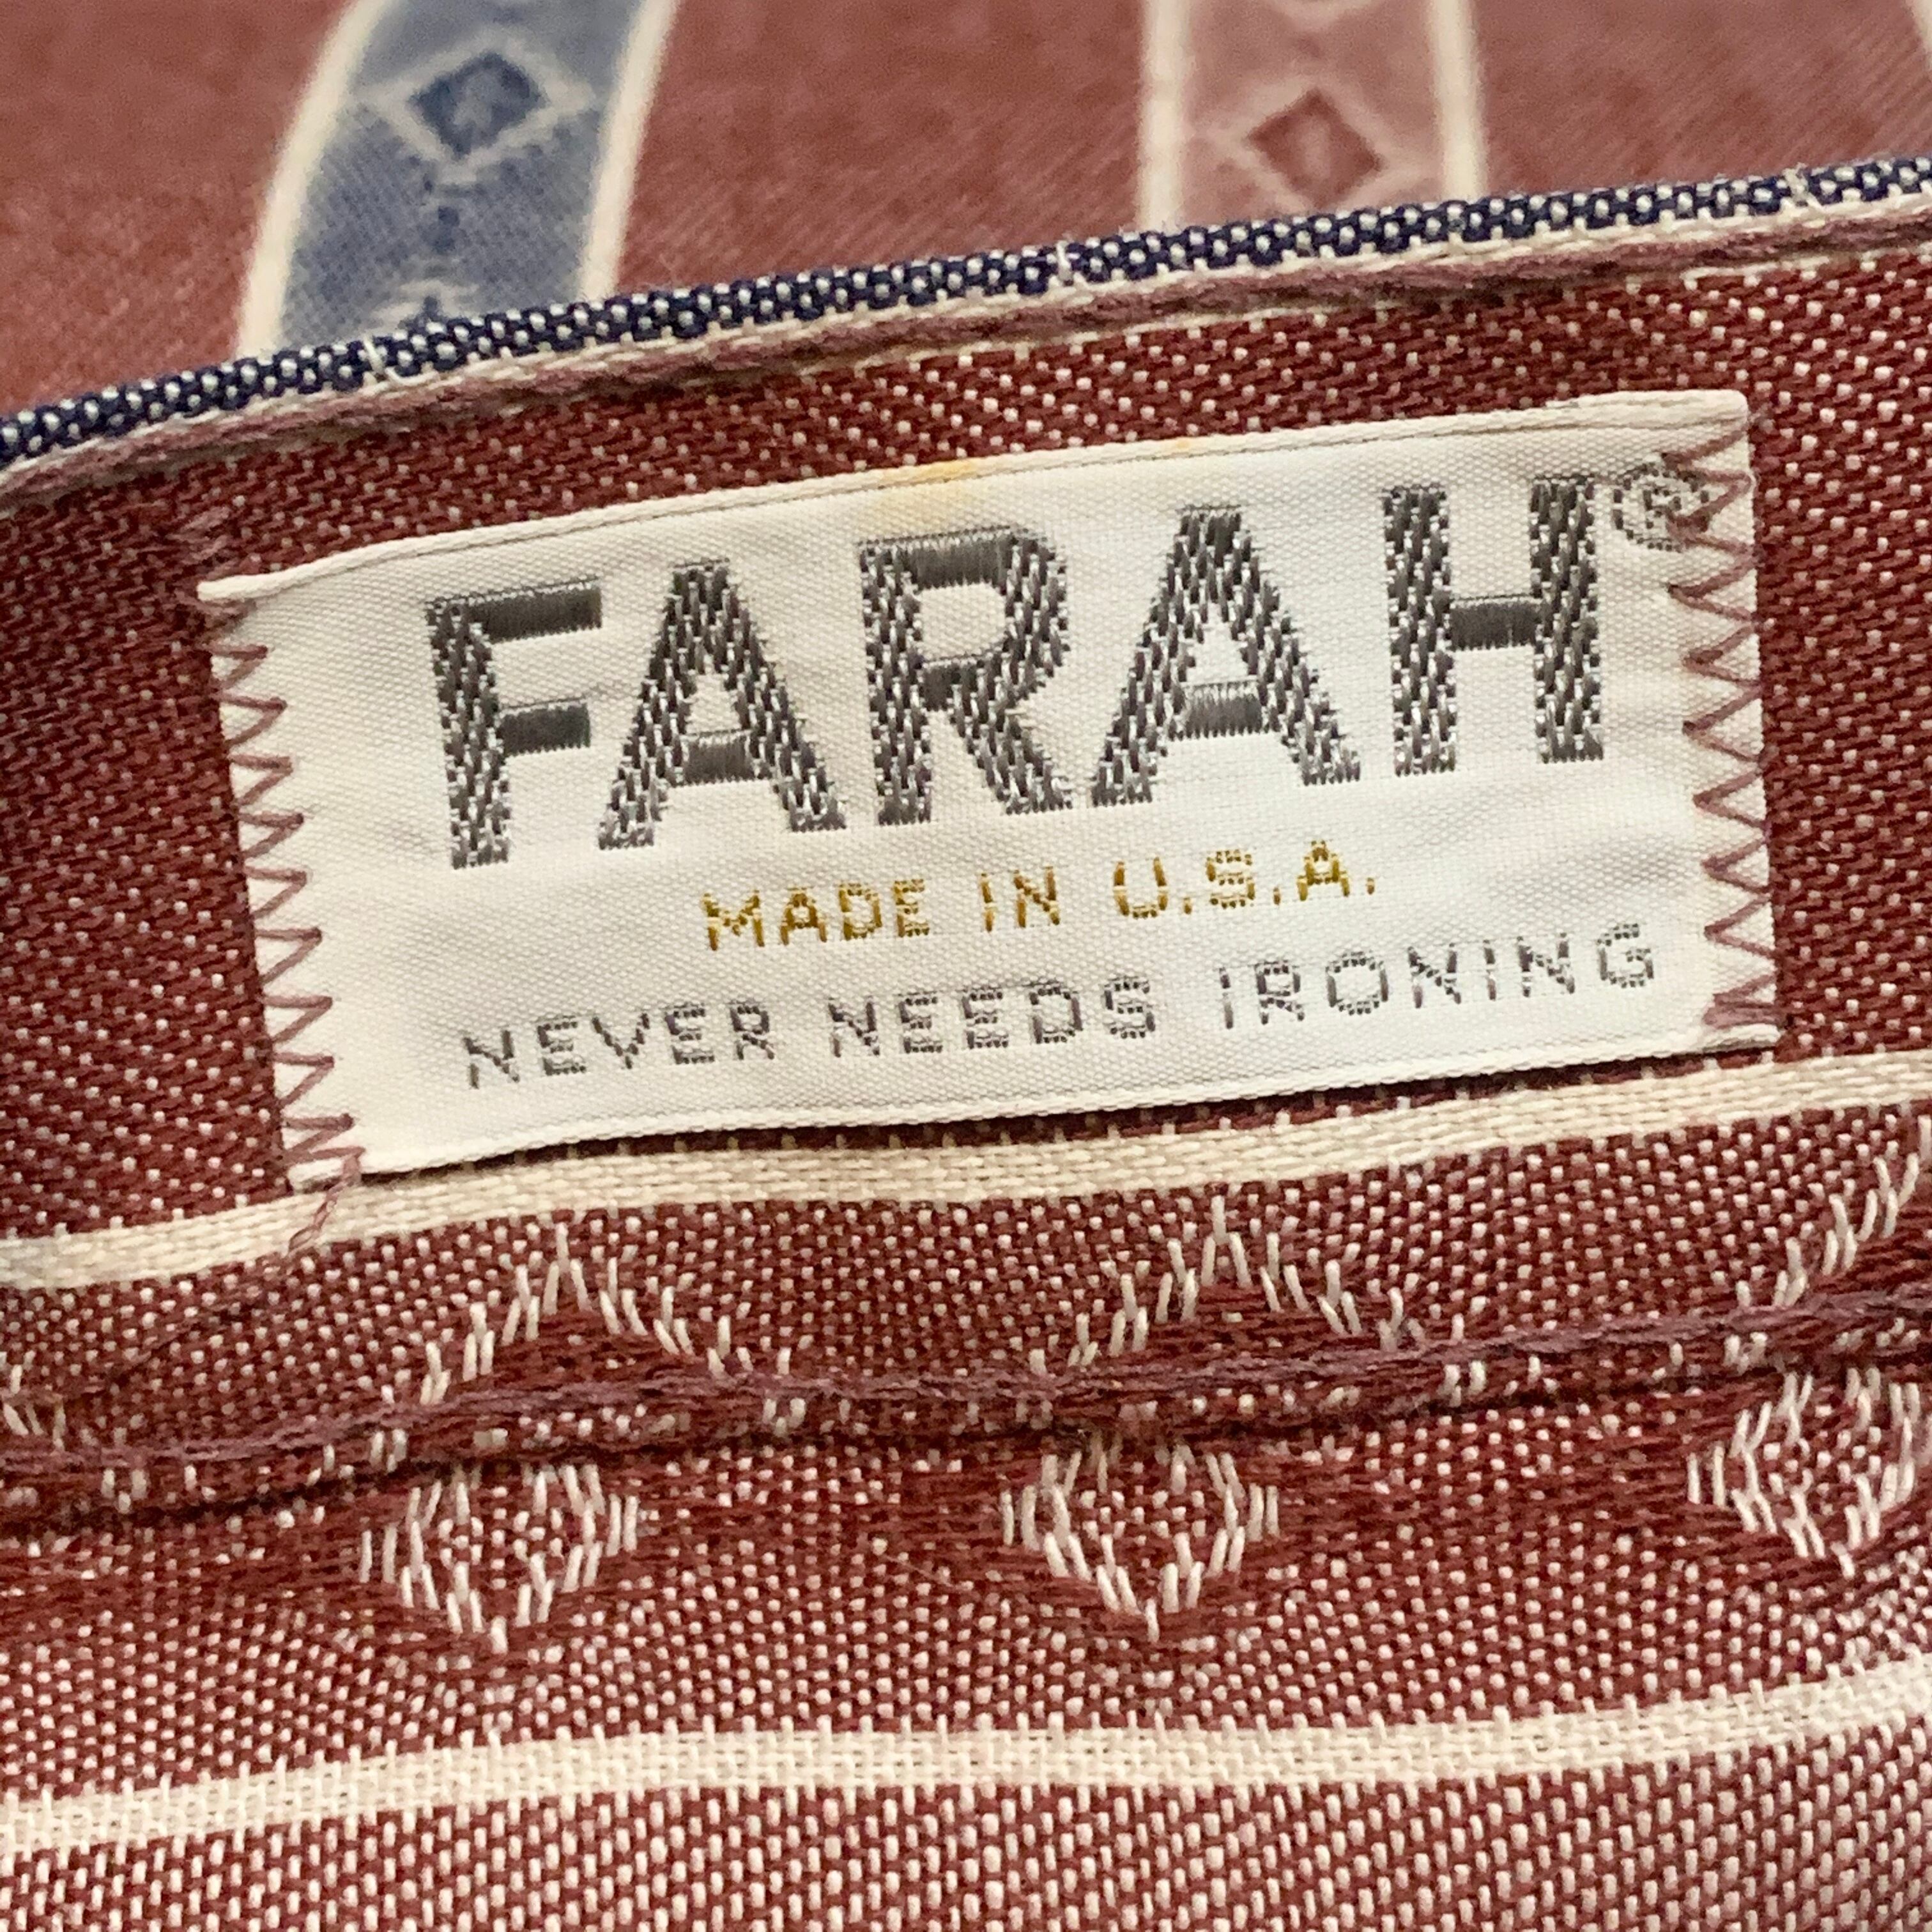 FARAH®
MADE IN U.S.A.
NEVER NEEDS IRONING